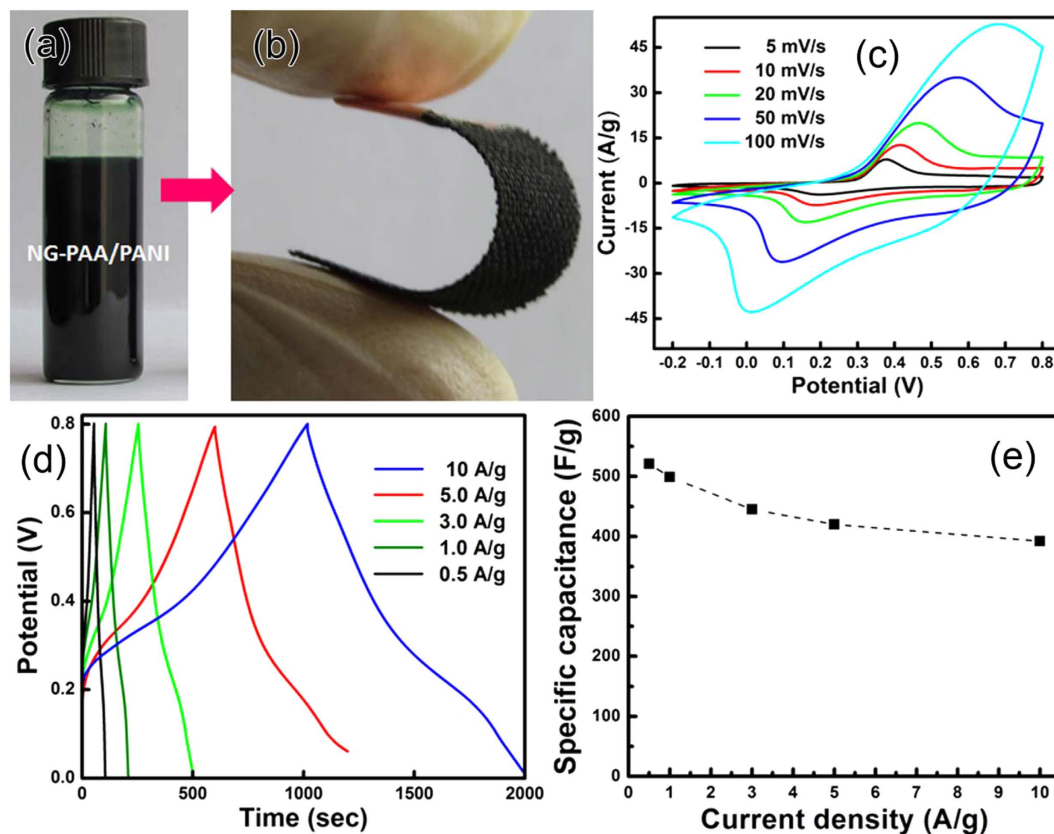 (a)
NG-PAA/PANI
(b)
(c)
5 mV/s
10 mV/s
20 mV/s
50 mV/s
100 mV/s
Current (A/g)
45
30
15
0
-15
-30
-45
-0.2 -0.1 0.0 0.1 0.2 0.3 0.4 0.5 0.6 0.7 0.8
Potential (V)
(d)
10 A/g
5.0 A/g
3.0 A/g
1.0 A/g
0.5 A/g
Potential (V)
0.8
0.6
0.4
0.2
0.0
0 500 1000 1500 2000
Time (sec)
(e)
Specific capacitance (F/g)
600
500
400
300
200
100
0
0 1 2 3 4 5 6 7 8 9 10
Current density (A/g)